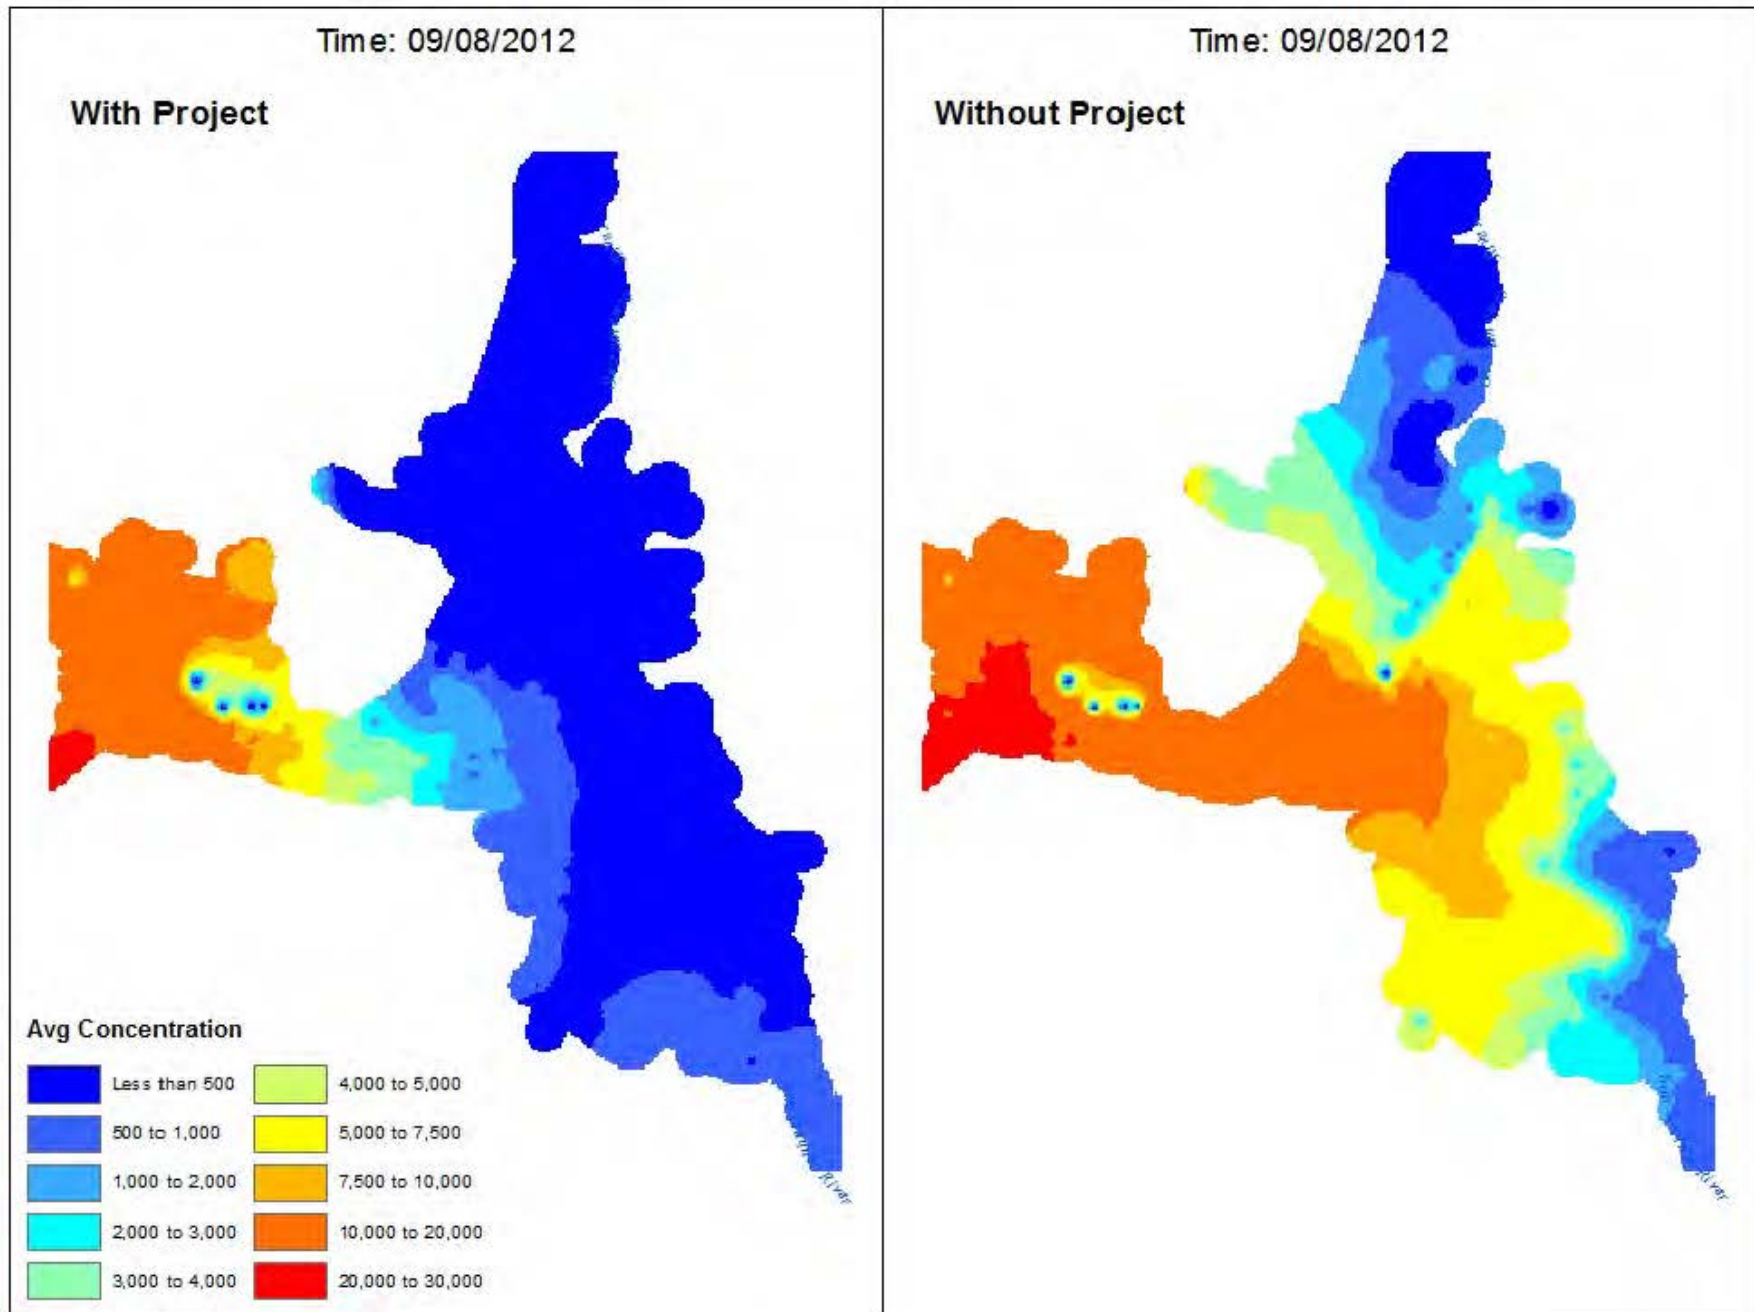 Time: 09/08/2012
With Project
Time: 09/08/2012
Without Project
Avg Concentration
Less than 500
500 to 1,000
1,000 to 2,000
2,000 to 3,000
3,000 to 4,000
4,000 to 5,000
5,000 to 7,500
7,500 to 10,000
10,000 to 20,000
20,000 to 30,000
River
River